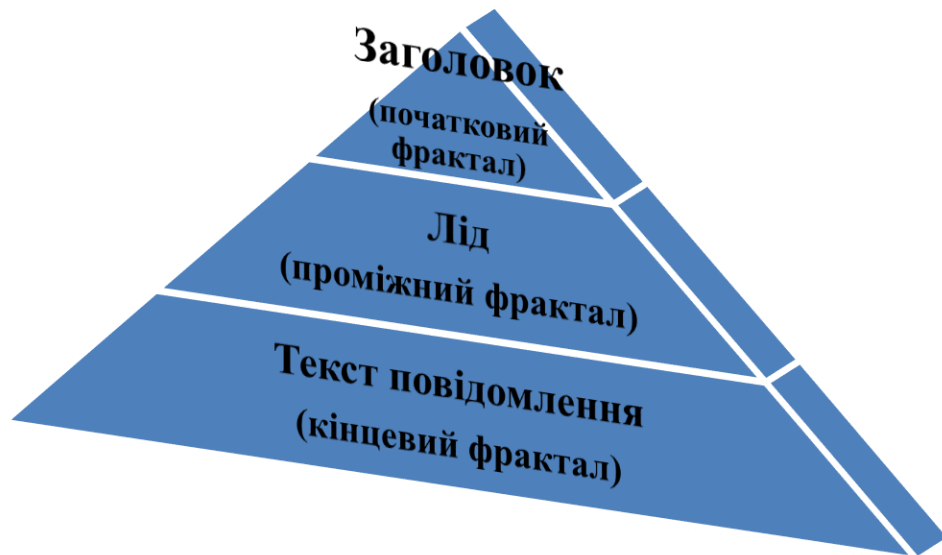 Заголовок
(початковий
фрактал)
Лід
(проміжний фрактал)
Текст повідомлення
(кінцевий фрактал)